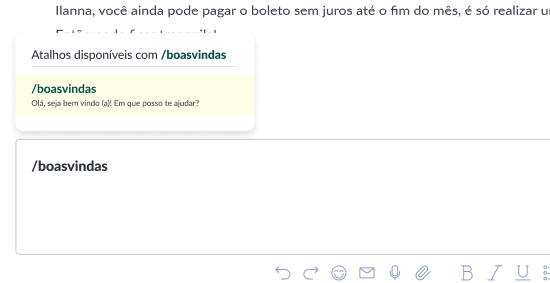 Ilanna, você ainda pode pagar o boleto sem juros até o fim do mês, é só realizar
Atalhos disponíveis com /boasvindas
/boasvindas
Olá, seja bem vindo (a)! Em que posso te ajudar?
/boasvindas
B I U